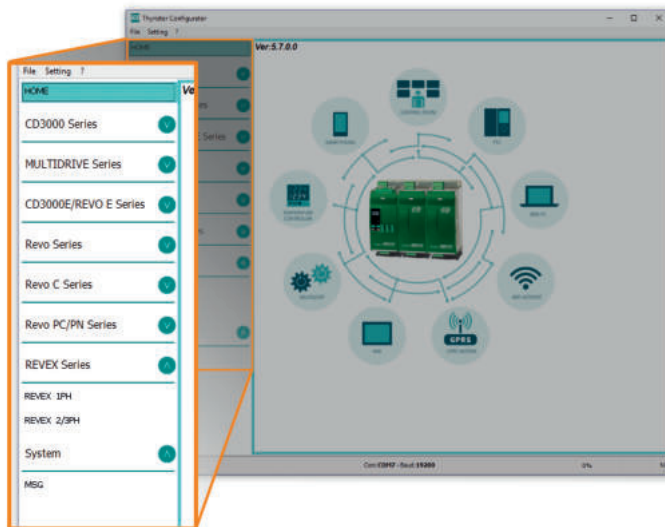 Thyristor Configurator
File Setting ?
HOME
Ver:5.7.0.0
File Setting ?
HOME
Ve
CD3000 Series
MULTIDRIVE Series
CD3000E/REVO E Series
Revo Series
Revo C Series
Revo PC/PN Series
REVEX Series
REVEX 1PH
REVEX 2/3PH
System
MSG
E Series
GPRS
Com:COM7 - Baud:19200
0%
N